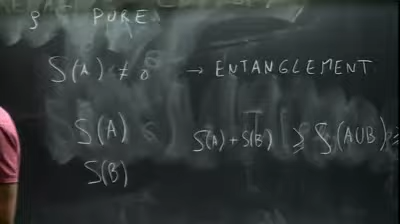 ρ PURE
S(A) ≠ 0 → ENTANGLEMENT
S(A) S(A) + S(B) ≥ S(A∪B) ≥
S(B)